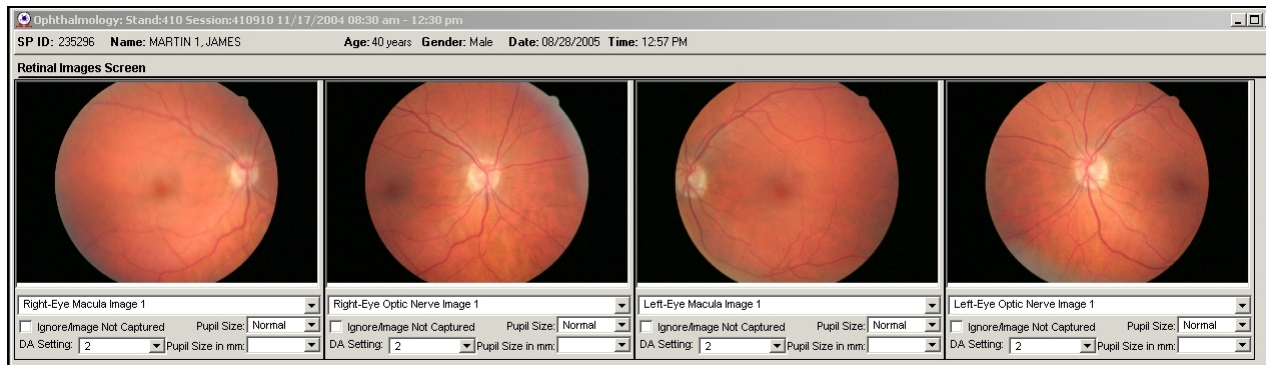 Ophthalmology: Stand:410 Session:410910 11/17/2004 08:30 am - 12:30 pm
SP ID: 235296 Name: MARTIN 1, JAMES Age: 40 years Gender: Male Date: 08/28/2005 Time: 12:57 PM
Retinal Images Screen
Right-Eye Macula Image 1 Right-Eye Optic Nerve Image 1 Left-Eye Macula Image 1 Left-Eye Optic Nerve Image 1
Ignore/Image Not Captured Pupil Size: Normal Ignore/Image Not Captured Pupil Size: Normal Ignore/Image Not Captured Pupil Size: Normal Ignore/Image Not Captured Pupil Size: Normal
DA Setting: 2 Pupil Size in mm: DA Setting: 2 Pupil Size in mm: DA Setting: 2 Pupil Size in mm: DA Setting: 2 Pupil Size in mm: